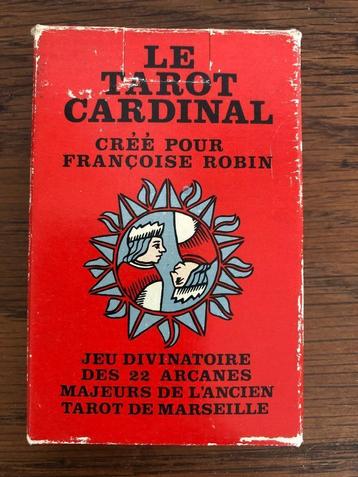 LE
TAROT
CARDINAL
CRÉÉ POUR
FRANÇOISE ROBIN
JEU DIVINATOIRE
DES 22 ARCANES
MAJEURS DE L'ANCIEN
TAROT DE MARSEILLE